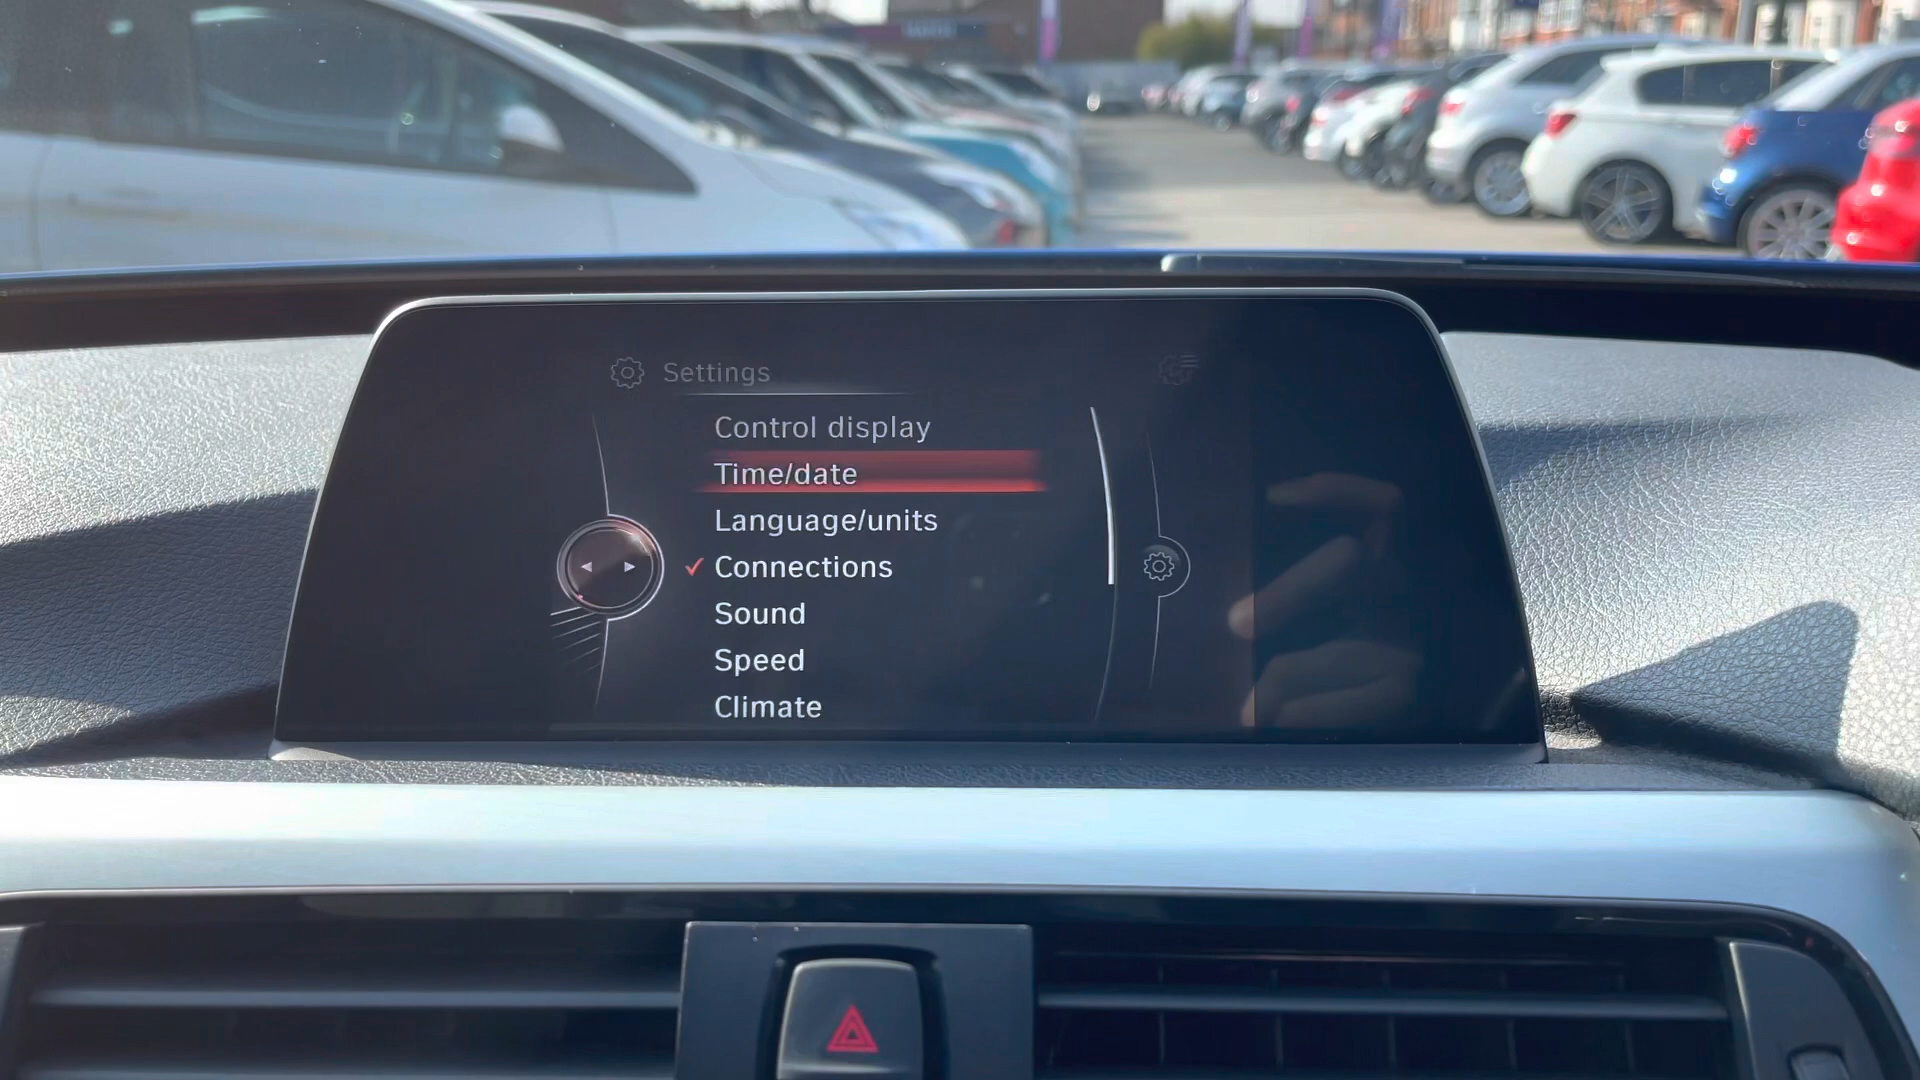 Settings
Control display
Time/date
Language/units
✓ Connections
Sound
Speed
Climate